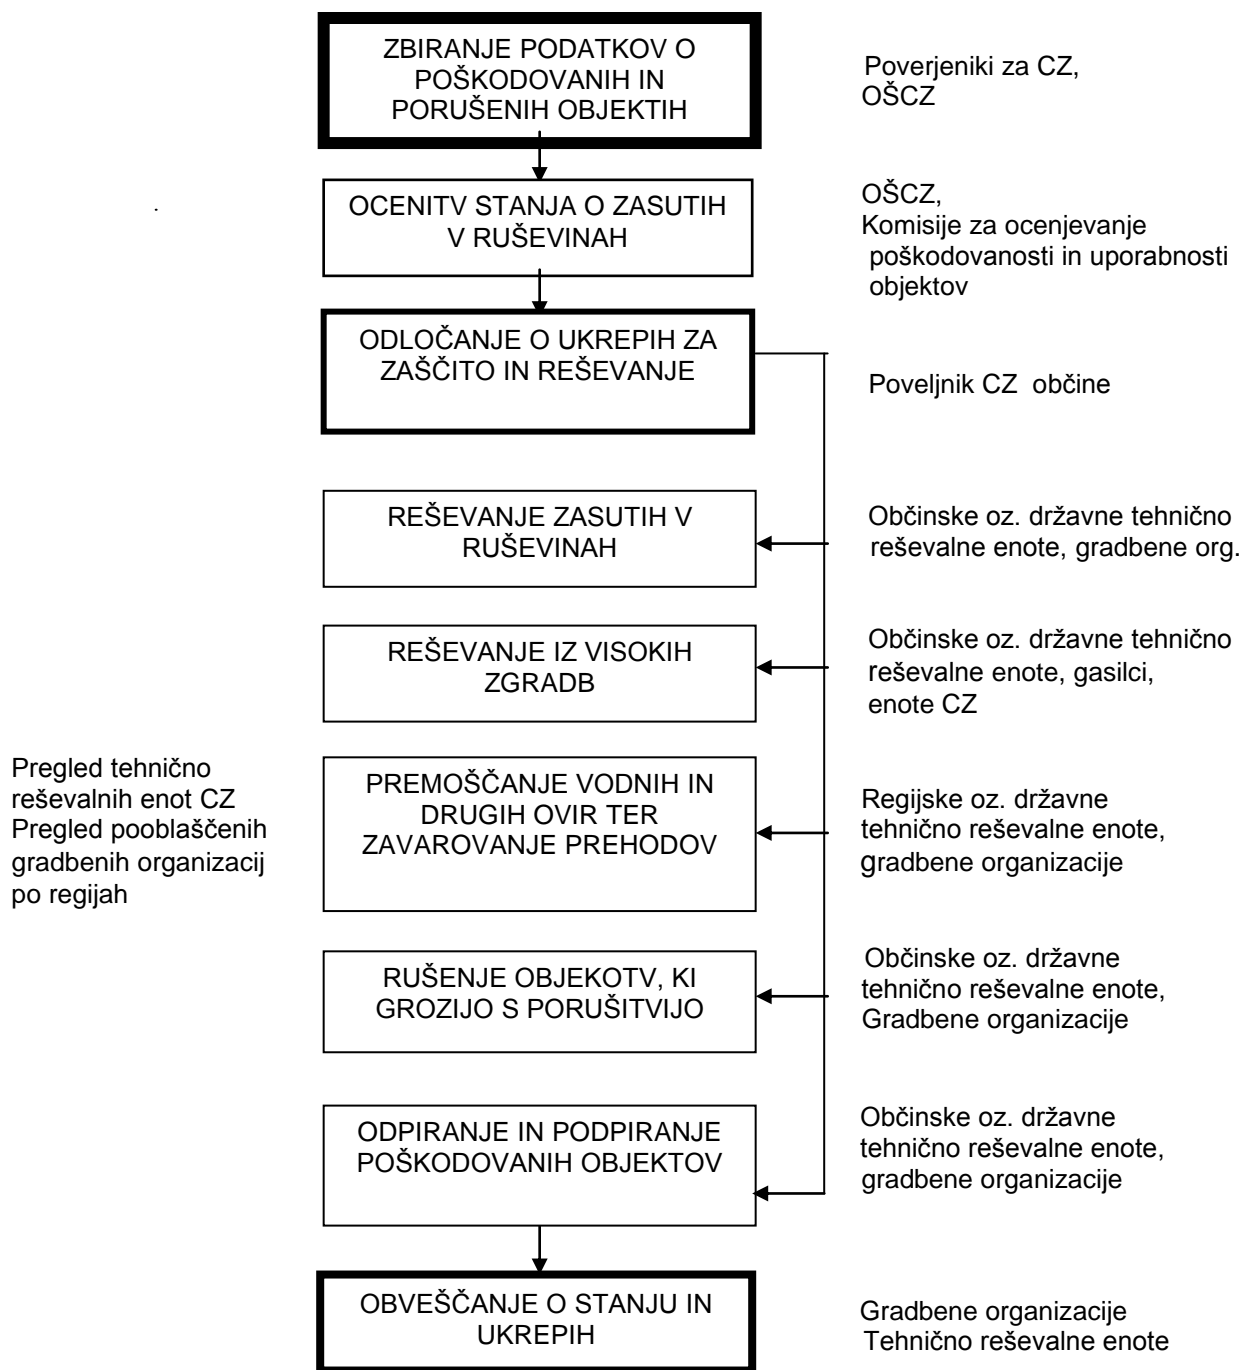 ZBIRANJE PODATKOV O
POŠKODOVANIH IN
PORUŠENIH OBJEKTIH
Poverjeniki za CZ,
OŠCZ
OCENITV STANJA O ZASUTIH
V RUŠEVINAH
OŠCZ,
Komisije za ocenjevanje
poškodovanosti in uporabnosti
objektov
.
ODLOČANJE O UKREPIH ZA
ZAŠČITO IN REŠEVANJE
Poveljnik CZ občine
REŠEVANJE ZASUTIH V
RUŠEVINAH
Občinske oz. državne tehnično
reševalne enote, gradbene org.
REŠEVANJE IZ VISOKIH
ZGRADB
Občinske oz. državne tehnično
reševalne enote, gasilci,
enote CZ
Pregled tehnično
reševalnih enot CZ
Pregled pooblaščenih
gradbenih organizacij
po regijah
PREMOŠČANJE VODNIH IN
DRUGIH OVIR TER
ZAVAROVANJE PREHODOV
Regijske oz. državne
tehnično reševalne enote,
gradbene organizacije
RUŠENJE OBJEKOTV, KI
GROZIJO S PORUŠITVIJO
Občinske oz. državne
tehnično reševalne enote,
Gradbene organizacije
ODPIRANJE IN PODPIRANJE
POŠKODOVANIH OBJEKTOV
Občinske oz. državne
tehnično reševalne enote,
gradbene organizacije
OBVEŠČANJE O STANJU IN
UKREPIH
Gradbene organizacije
Tehnično reševalne enote